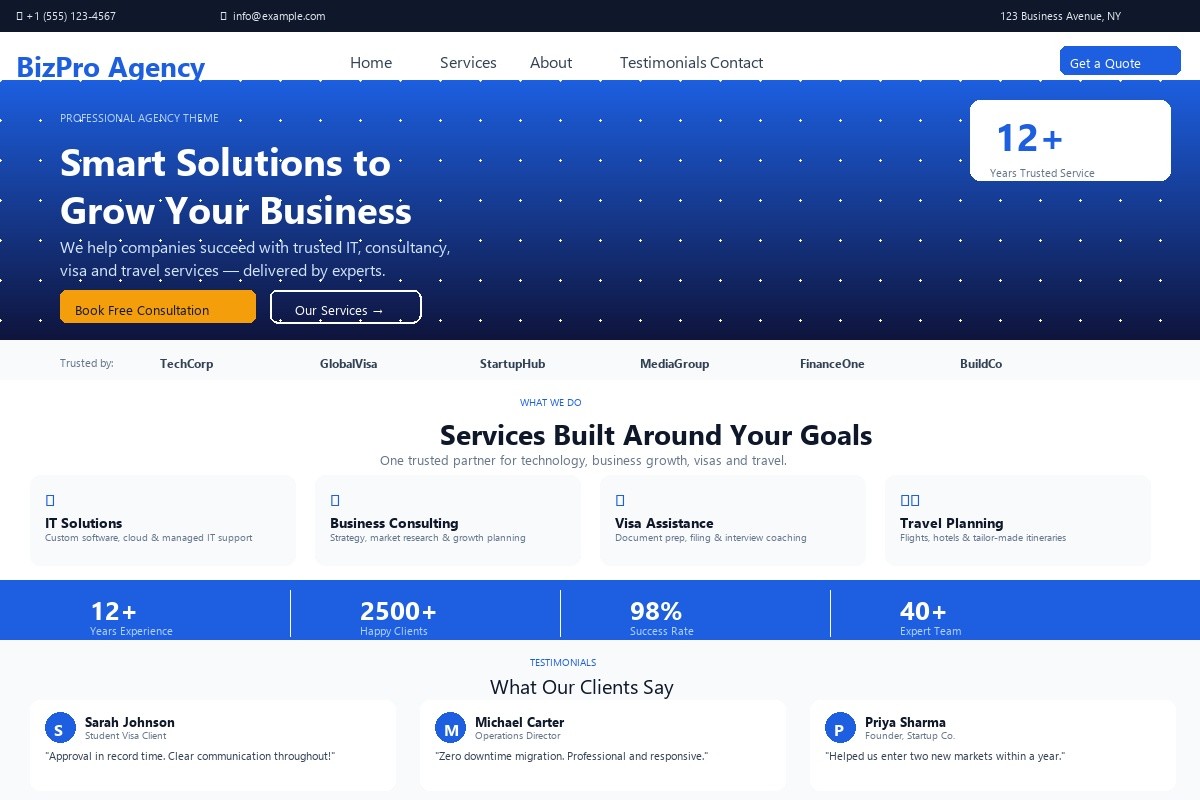 +1 (555) 123-4567 info@example.com 123 Business Avenue, NY
BizPro Agency Home Services About Testimonials Contact Get a Quote
PROFESSIONAL AGENCY THEME
Smart Solutions to
Grow Your Business
We help companies succeed with trusted IT, consultancy,
visa and travel services — delivered by experts.
Book Free Consultation Our Services →
12+
Years Trusted Service
Trusted by: TechCorp GlobalVisa StartupHub MediaGroup FinanceOne BuildCo
WHAT WE DO
Services Built Around Your Goals
One trusted partner for technology, business growth, visas and travel.
IT Solutions
Custom software, cloud & managed IT support
Business Consulting
Strategy, market research & growth planning
Visa Assistance
Document prep, filing & interview coaching
Travel Planning
Flights, hotels & tailor-made itineraries
12+
Years Experience
2500+
Happy Clients
98%
Success Rate
40+
Expert Team
TESTIMONIALS
What Our Clients Say
S
Sarah Johnson
Student Visa Client
"Approval in record time. Clear communication throughout!"
M
Michael Carter
Operations Director
"Zero downtime migration. Professional and responsive."
P
Priya Sharma
Founder, Startup Co.
"Helped us enter two new markets within a year."